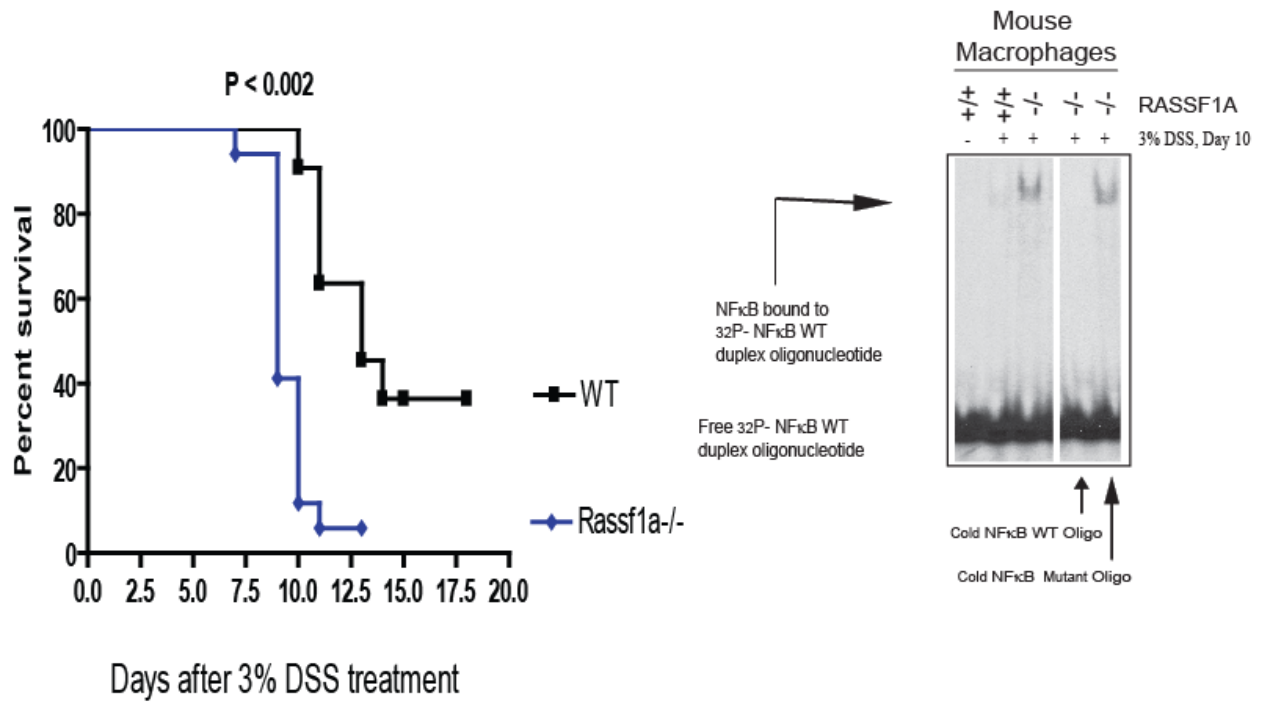 P < 0.002
Percent survival
100
80
60
40
20
0
0.0 2.5 5.0 7.5 10.0 12.5 15.0 17.5 20.0
Days after 3% DSS treatment
WT
Rassf1a-/-
Mouse
Macrophages
+/+ +/+ -/- -/- -/- RASSF1A
- + + + + 3% DSS, Day 10
NFκB bound to
32P- NFκB WT
duplex oligonucleotide
Free 32P- NFκB WT
duplex oligonucleotide
Cold NFκB WT Oligo
Cold NFκB Mutant Oligo